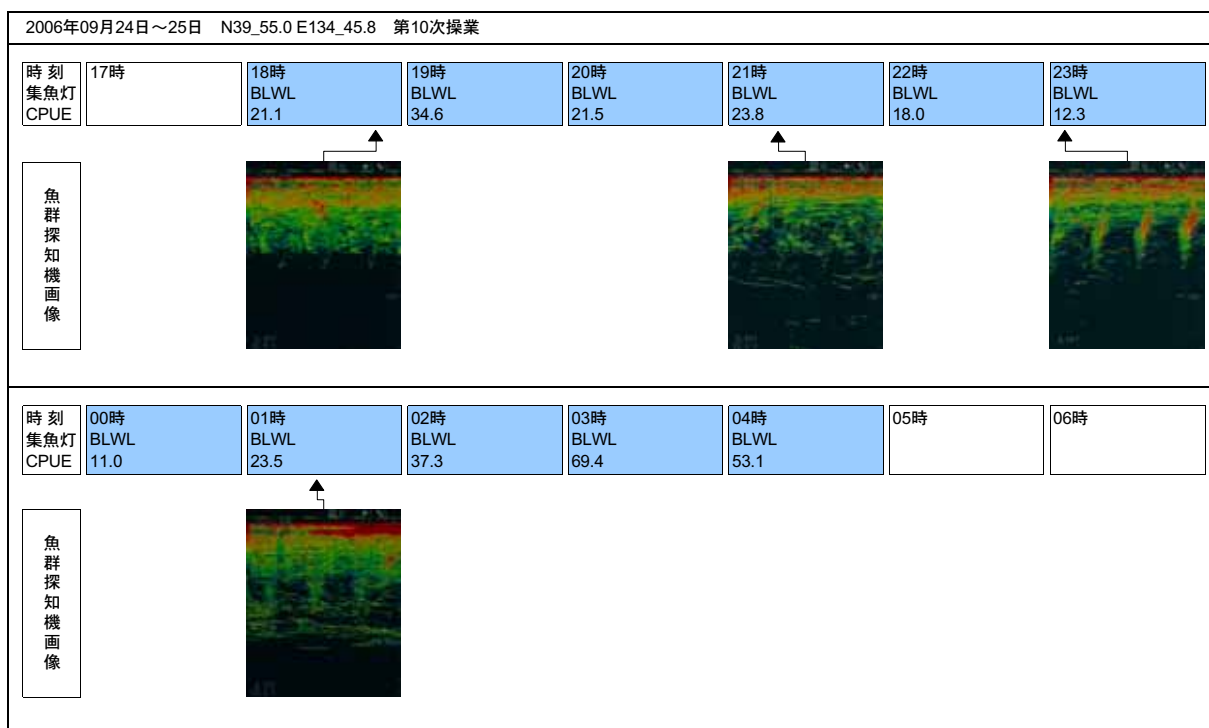 2006年09月24日～25日 N39_55.0 E134_45.8 第10次操業
時 刻
集魚灯
CPUE
17時
18時
BLWL
21.1
19時
BLWL
34.6
20時
BLWL
21.5
21時
BLWL
23.8
22時
BLWL
18.0
23時
BLWL
12.3
魚群探知機画像
時 刻
集魚灯
CPUE
00時
BLWL
11.0
01時
BLWL
23.5
02時
BLWL
37.3
03時
BLWL
69.4
04時
BLWL
53.1
05時
06時
魚群探知機画像